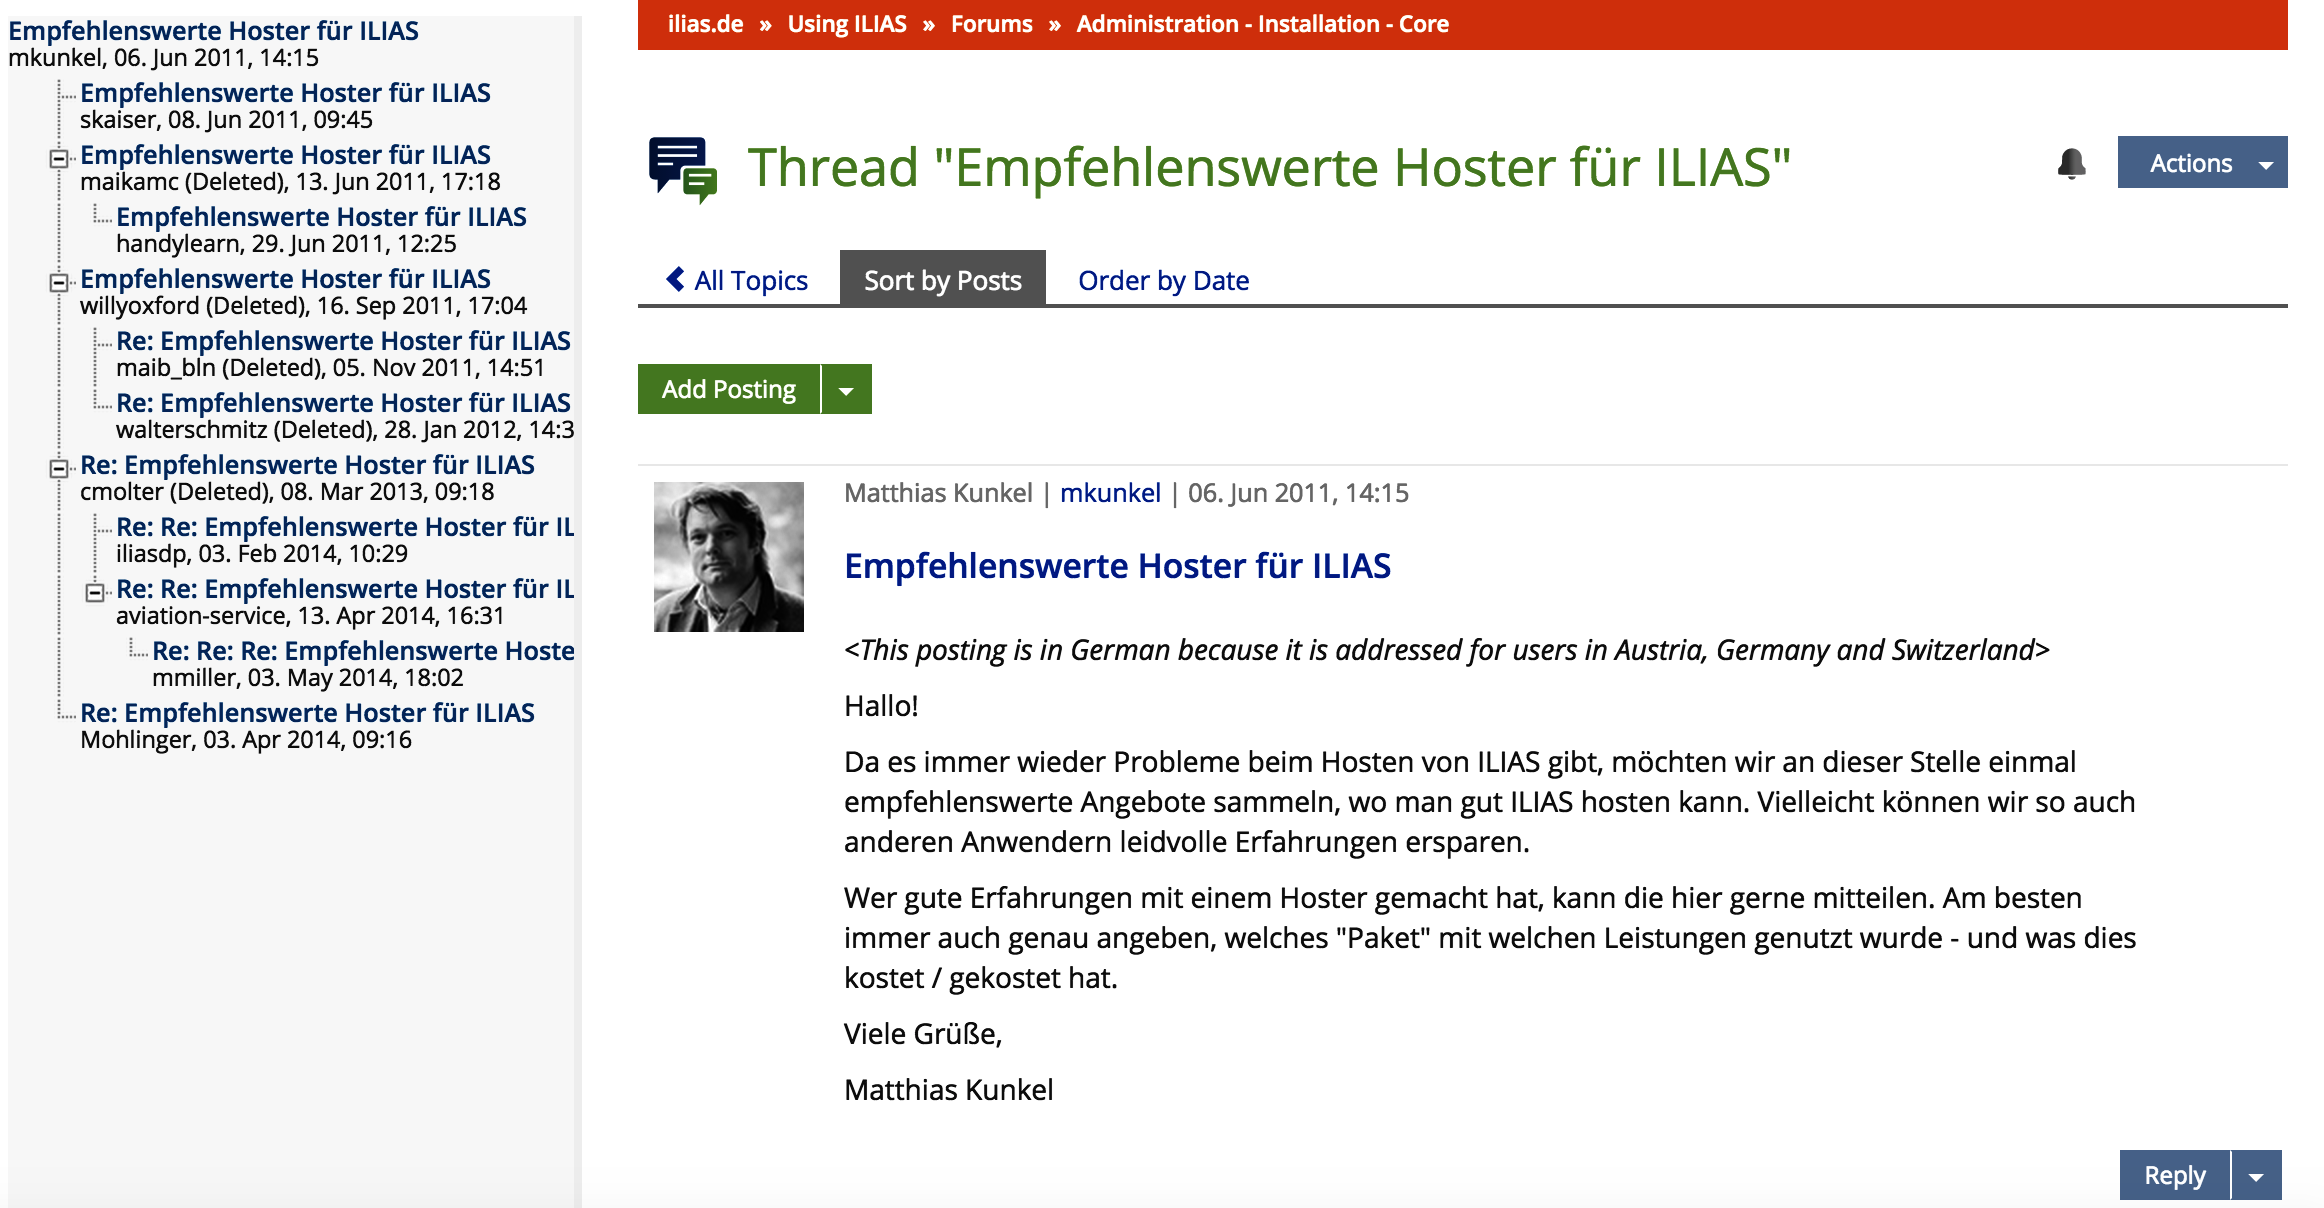 Empfehlenswerte Hoster für ILIAS
mkunkel, 06. Jun 2011, 14:15
Empfehlenswerte Hoster für ILIAS
skaiser, 08. Jun 2011, 09:45
Empfehlenswerte Hoster für ILIAS
maikamc (Deleted), 13. Jun 2011, 17:18
Empfehlenswerte Hoster für ILIAS
handylearn, 29. Jun 2011, 12:25
Empfehlenswerte Hoster für ILIAS
willyoxford (Deleted), 16. Sep 2011, 17:04
Re: Empfehlenswerte Hoster für ILIAS
maib_bln (Deleted), 05. Nov 2011, 14:51
Re: Empfehlenswerte Hoster für ILIAS
walterschmitz (Deleted), 28. Jan 2012, 14:3
Re: Empfehlenswerte Hoster für ILIAS
cmolter (Deleted), 08. Mar 2013, 09:18
Re: Re: Empfehlenswerte Hoster für IL
iliasdp, 03. Feb 2014, 10:29
Re: Re: Empfehlenswerte Hoster für IL
aviation-service, 13. Apr 2014, 16:31
Re: Re: Re: Empfehlenswerte Hoste
mmiller, 03. May 2014, 18:02
Re: Empfehlenswerte Hoster für ILIAS
Mohlinger, 03. Apr 2014, 09:16
ilias.de » Using ILIAS » Forums » Administration - Installation - Core
Thread "Empfehlenswerte Hoster für ILIAS"
Actions
All Topics Sort by Posts Order by Date
Add Posting
Matthias Kunkel | mkunkel | 06. Jun 2011, 14:15
Empfehlenswerte Hoster für ILIAS
<This posting is in German because it is addressed for users in Austria, Germany and Switzerland>
Hallo!
Da es immer wieder Probleme beim Hosten von ILIAS gibt, möchten wir an dieser Stelle einmal
empfehlenswerte Angebote sammeln, wo man gut ILIAS hosten kann. Vielleicht können wir so auch
anderen Anwendern leidvolle Erfahrungen ersparen.
Wer gute Erfahrungen mit einem Hoster gemacht hat, kann die hier gerne mitteilen. Am besten
immer auch genau angeben, welches "Paket" mit welchen Leistungen genutzt wurde - und was dies
kostet / gekostet hat.
Viele Grüße,
Matthias Kunkel
Reply